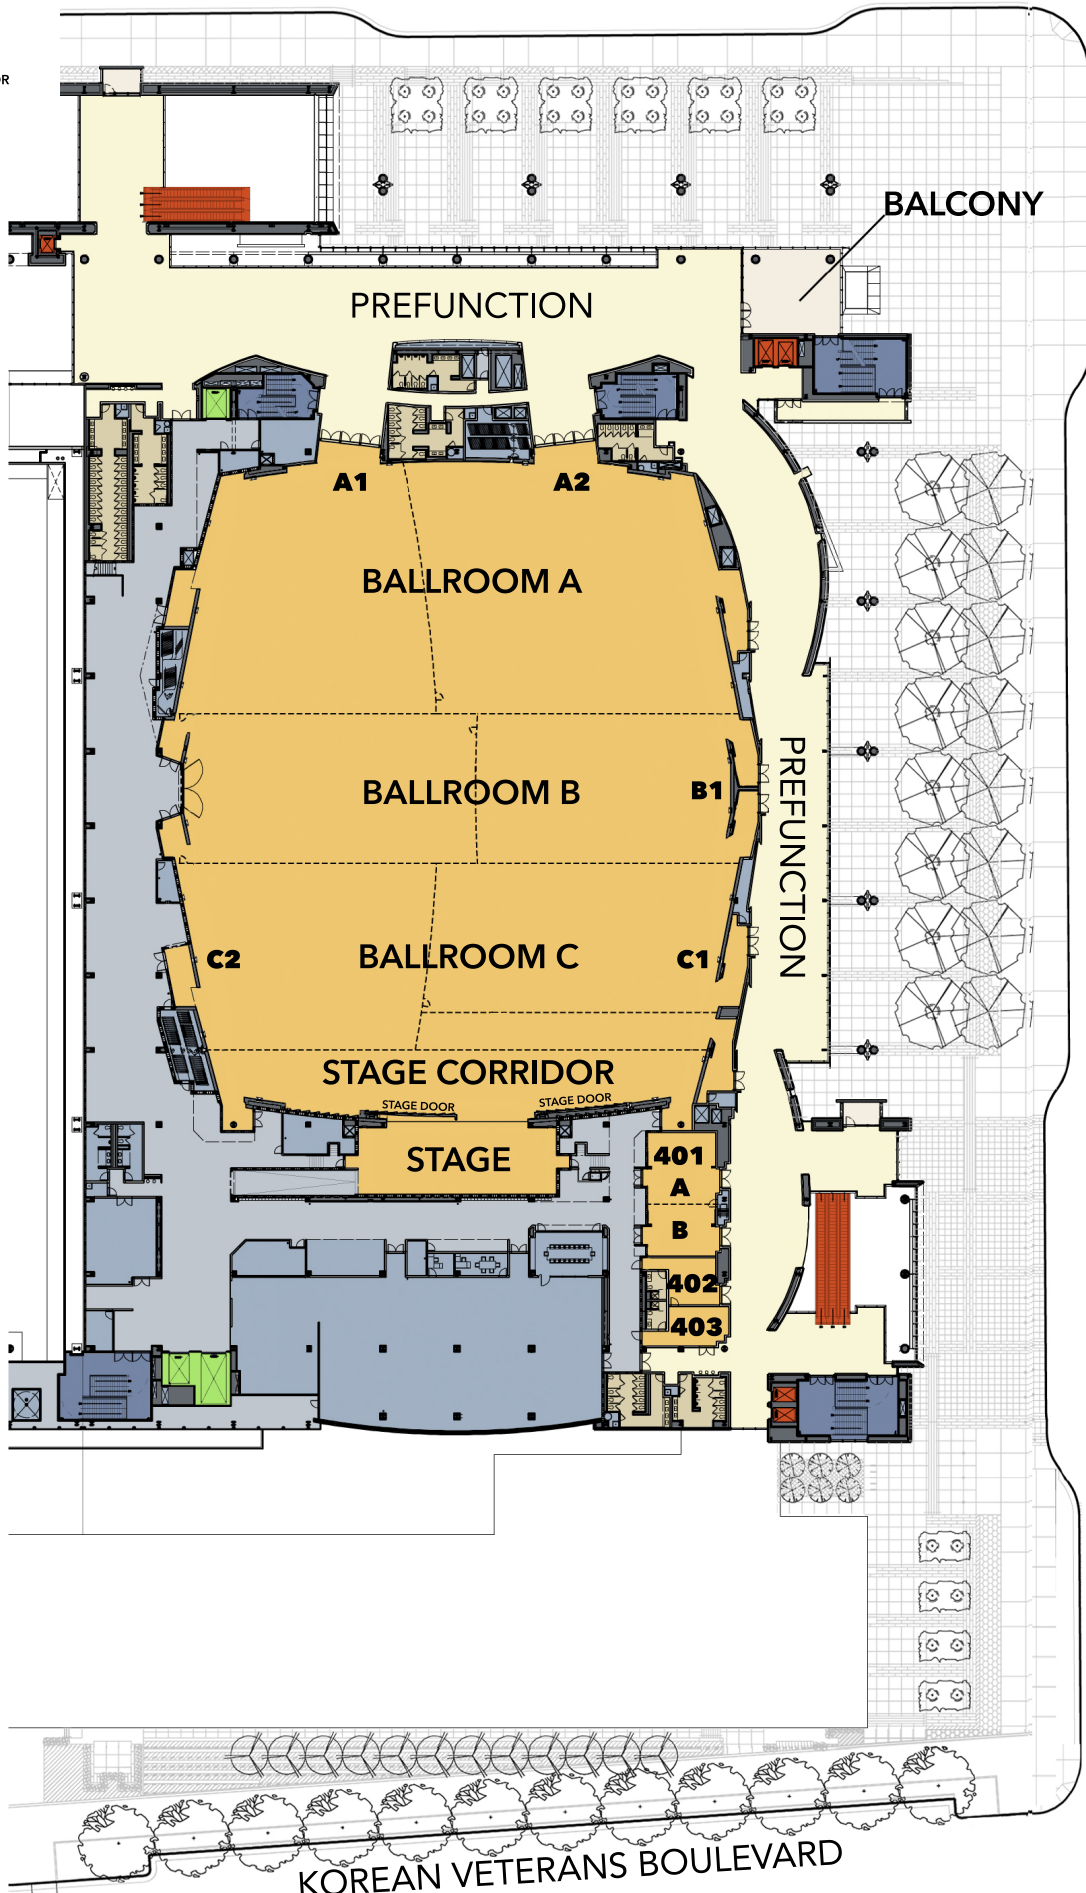 OR
BALCONY
PREFUNCTION
A1
A2
BALLROOM A
BALLROOM B
B1
PREFUNCTION
BALLROOM C
C2
C1
STAGE CORRIDOR
STAGE DOOR
STAGE DOOR
STAGE
401
A
B
402
403
KOREAN VETERANS BOULEVARD